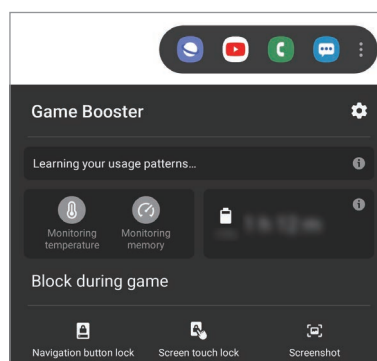 Game Booster
Learning your usage patterns...
Monitoring
temperature
Monitoring
memory
Block during game
Navigation button lock
Screen touch lock
Screenshot